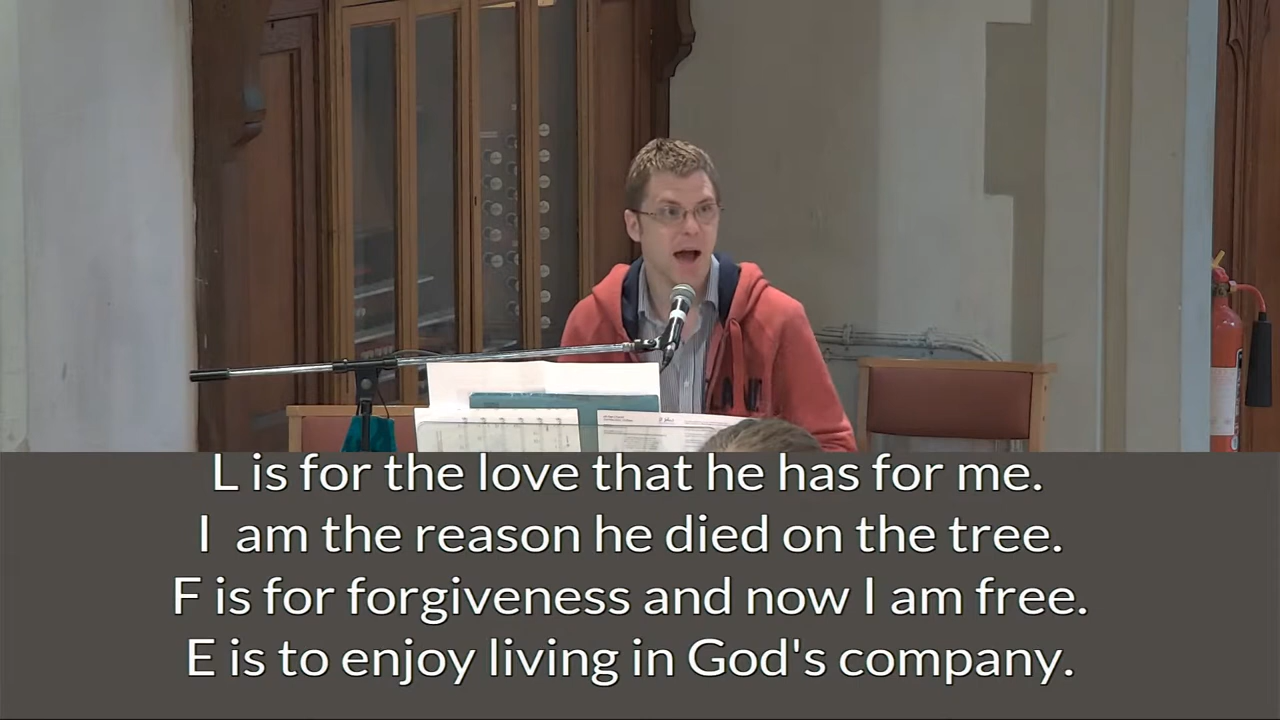 L is for the love that he has for me.
I am the reason he died on the tree.
F is for forgiveness and now I am free.
E is to enjoy living in God's company.